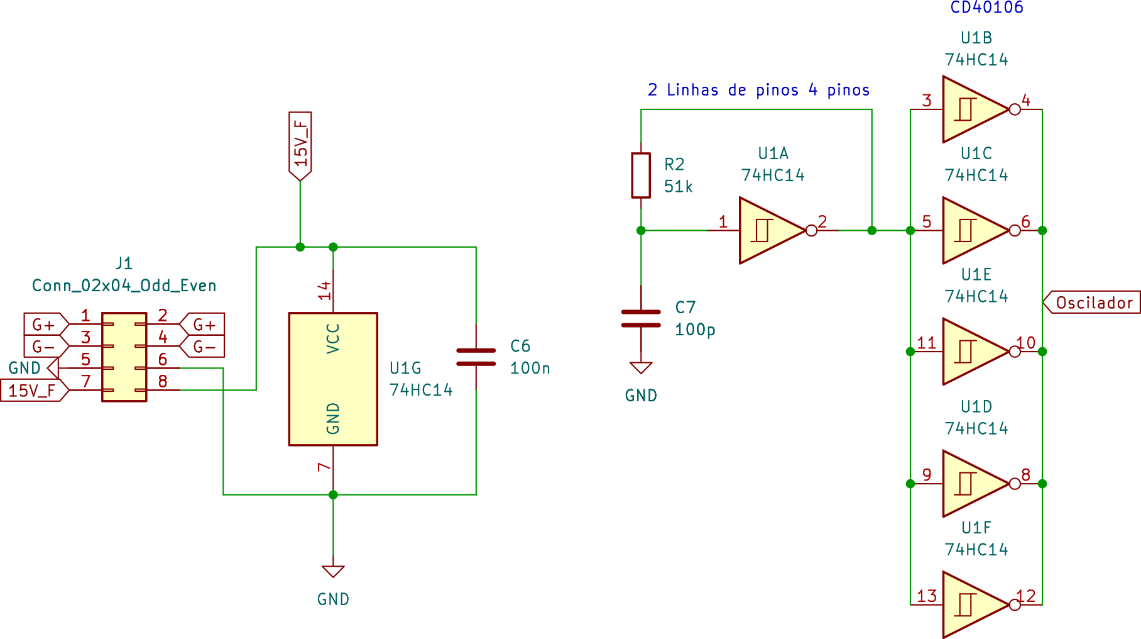 CD40106
U1B
74HC14
3
4
2 Linhas de pinos 4 pinos
15V_F
R2
51k
U1A
74HC14
1
2
U1C
74HC14
5
6
J1
Conn_02x04_Odd_Even
G+
1
2
G+
G-
3
4
G-
GND
5
6
15V_F
7
8
14
VCC
GND
7
U1G
74HC14
C6
100n
C7
100p
GND
U1E
74HC14
11
10
Oscilador
U1D
74HC14
9
8
U1F
74HC14
13
12
GND